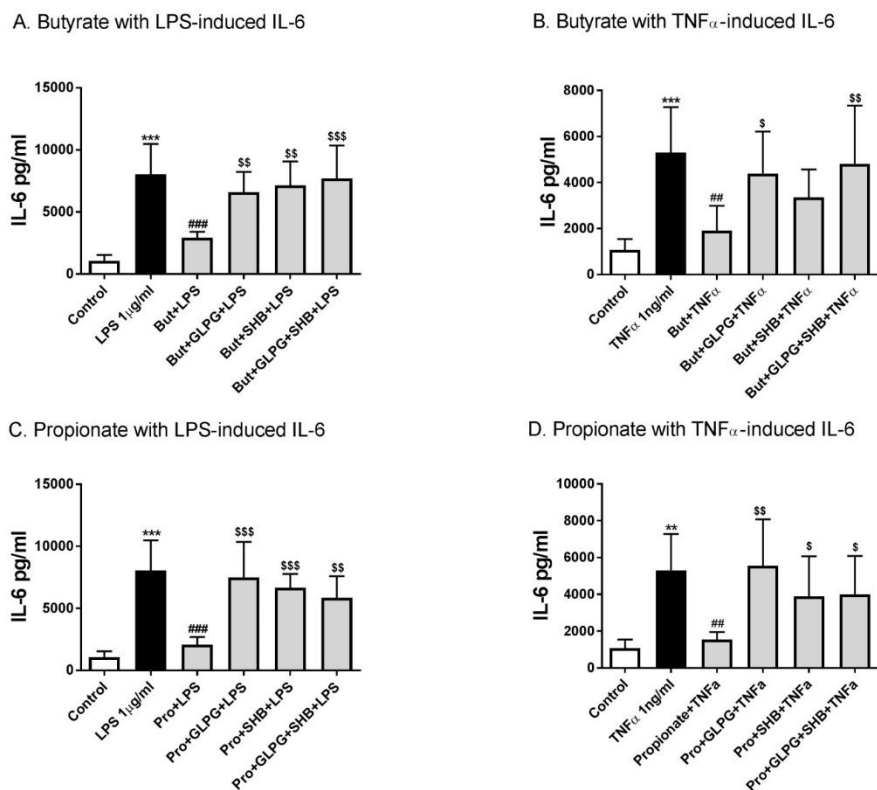 A. Butyrate with LPS-induced IL-6
IL-6 pg/ml
15000
10000
5000
0
***
###
$$
$$
$$$
Control
LPS 1μg/ml
But+LPS
But+GLPG+LPS
But+SHB+LPS
But+GLPG+SHB+LPS
B. Butyrate with TNFα-induced IL-6
IL-6 pg/ml
8000
6000
4000
2000
0
***
##
$
$$
Control
TNFα 1ng/ml
But+TNFα
But+GLPG+TNFα
But+SHB+TNFα
But+GLPG+SHB+TNFα
C. Propionate with LPS-induced IL-6
IL-6 pg/ml
15000
10000
5000
0
***
###
$$$
$$$
$$
Control
LPS 1μg/ml
Pro+LPS
Pro+GLPG+LPS
Pro+SHB+LPS
Pro+GLPG+SHB+LPS
D. Propionate with TNFα-induced IL-6
IL-6 pg/ml
10000
8000
6000
4000
2000
0
**
##
$$
$
$
Control
TNFα 1ng/ml
Propionate+TNFa
Pro+GLPG+TNFa
Pro+SHB+TNFa
Pro+GLPG+SHB+TNFa